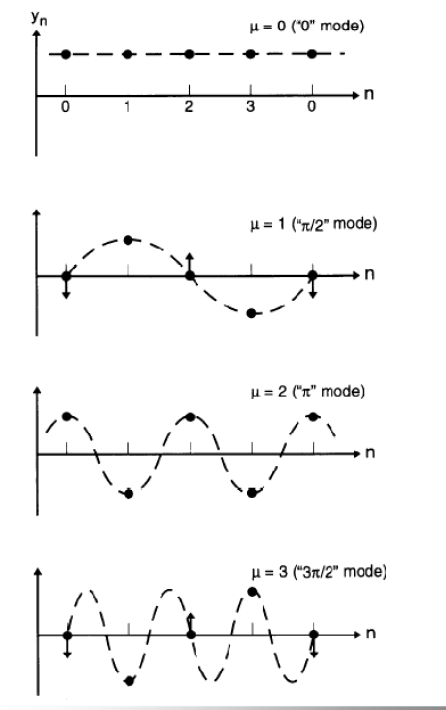 yn
μ = 0 ("0" mode)
n
0 1 2 3 0
μ = 1 ("π/2" mode)
n
μ = 2 ("π" mode)
n
μ = 3 ("3π/2" mode)
n